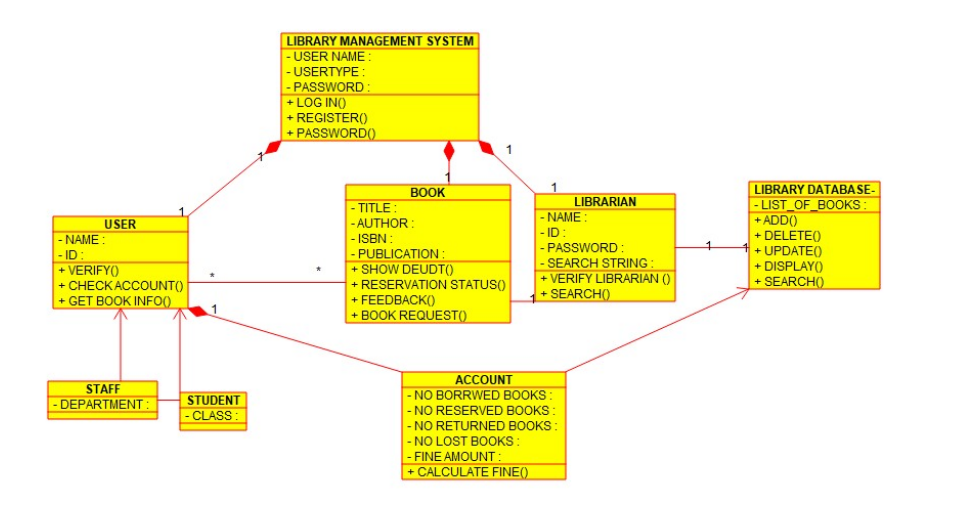 LIBRARY MANAGEMENT SYSTEM
- USER NAME :
- USERTYPE :
- PASSWORD :
+ LOG IN()
+ REGISTER()
+ PASSWORD()
1
1
1
1
1
BOOK
- TITLE :
- AUTHOR :
- ISBN :
- PUBLICATION :
+ SHOW DEUDT()
+ RESERVATION STATUS()
+ FEEDBACK()
+ BOOK REQUEST()
LIBRARIAN
- NAME :
- ID :
- PASSWORD :
- SEARCH STRING :
+ VERIFY LIBRARIAN ()
+ SEARCH()
LIBRARY DATABASE-
- LIST_OF_BOOKS :
+ ADD()
+ DELETE()
+ UPDATE()
+ DISPLAY()
+ SEARCH()
USER
- NAME :
- ID :
+ VERIFY()
+ CHECK ACCOUNT()
+ GET BOOK INFO()
* *
1 1
1
1
STAFF
- DEPARTMENT :
STUDENT
- CLASS :
ACCOUNT
- NO BORRWED BOOKS :
- NO RESERVED BOOKS :
- NO RETURNED BOOKS :
- NO LOST BOOKS :
- FINE AMOUNT :
+ CALCULATE FINE()